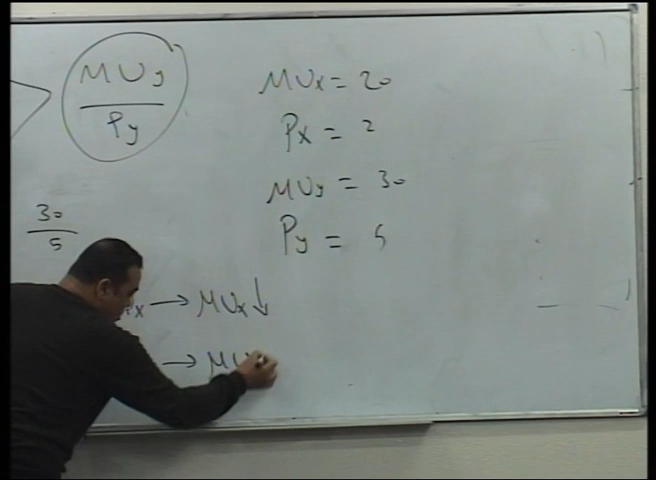 MUy
Py
MUx = 20
Px = 2
MUy = 30
Py = 5
30
5
x → MUx ↓
→ MU